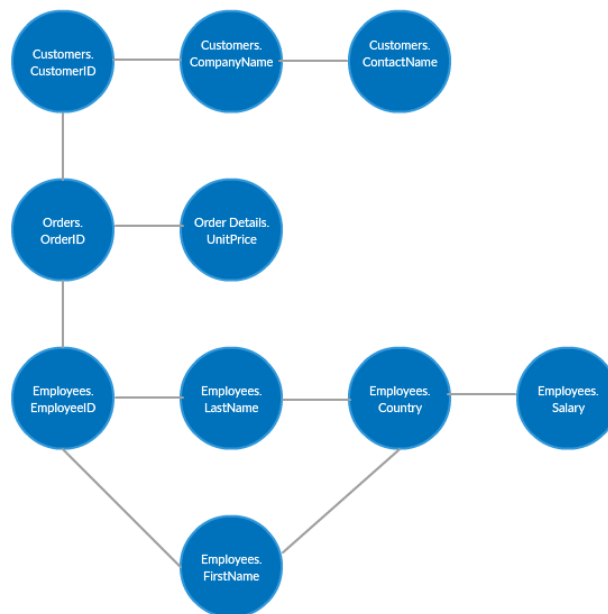 Customers.
CustomerID
Customers.
CompanyName
Customers.
ContactName
Orders.
OrderID
Order Details.
UnitPrice
Employees.
EmployeeID
Employees.
LastName
Employees.
Country
Employees.
Salary
Employees.
FirstName